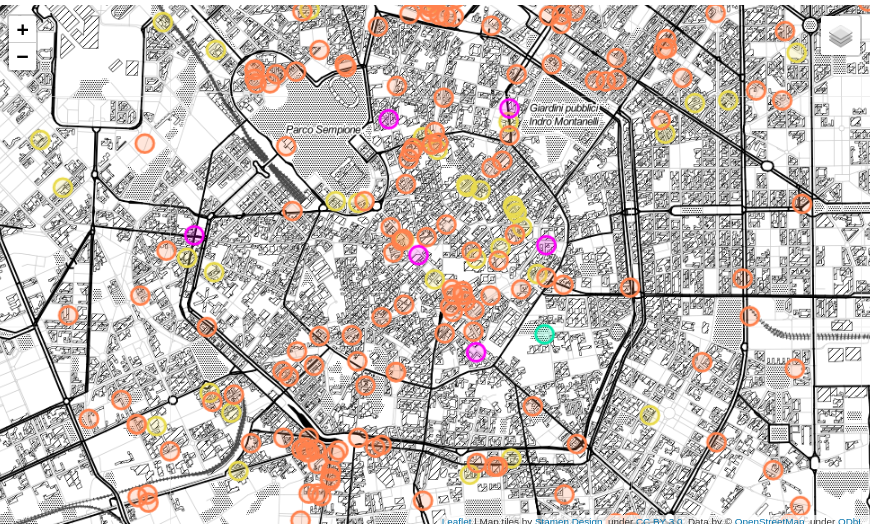 +
−
Giardini pubblici
Indro Montanelli
Parco Sempione
Leaflet | Map tiles by Stamen Design, under CC BY 3.0. Data by © OpenStreetMap, under ODbL